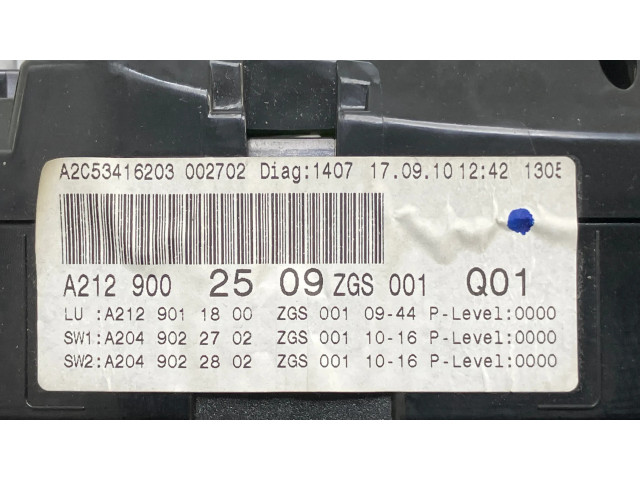 A2C53416203 002702 Diag:1407 17.09.10 12:42 1305
A212 900 25 09 ZGS 001 Q01
LU :A212 901 18 00 ZGS 001 09-44 P-Level:0000
SW1:A204 902 27 02 ZGS 001 10-16 P-Level:0000
SW2:A204 902 28 02 ZGS 001 10-16 P-Level:0000